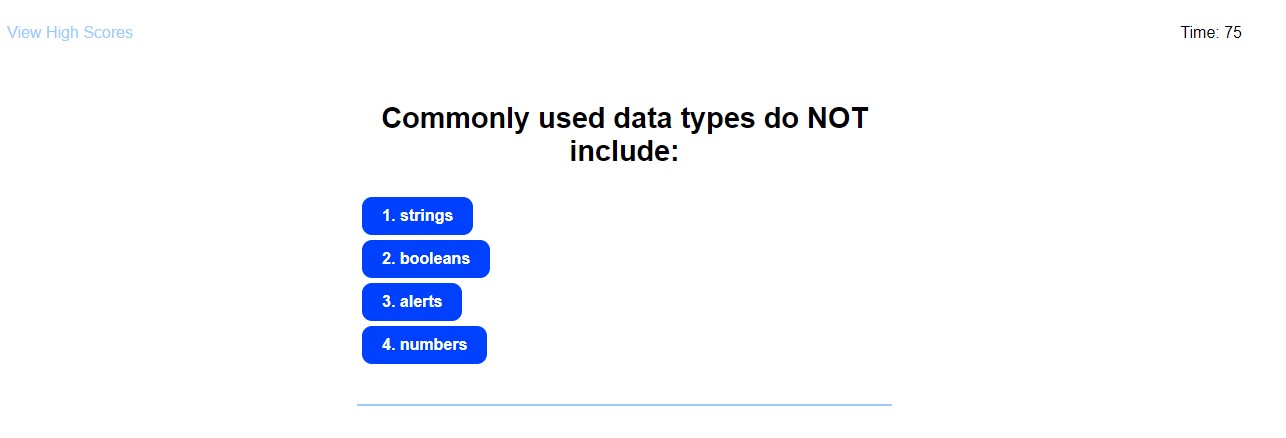 View High Scores
Time: 75
Commonly used data types do NOT
include:
1. strings
2. booleans
3. alerts
4. numbers